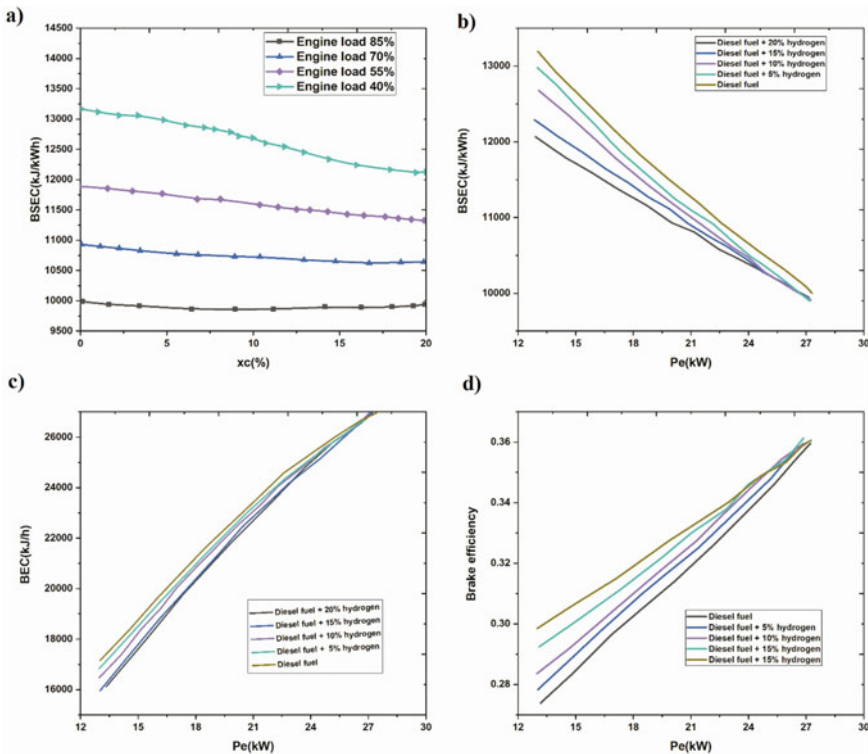 a)
14500
14000
13500
13000
12500
12000
11500
11000
10500
10000
9500
BSEC(kJ/kWh)
Engine load 85%
Engine load 70%
Engine load 55%
Engine load 40%
0 5 10 15 20
xc(%)
b)
13000
12000
11000
10000
BSEC(kJ/kWh)
Diesel fuel + 20% hydrogen
Diesel fuel + 15% hydrogen
Diesel fuel + 10% hydrogen
Diesel fuel + 5% hydrogen
Diesel fuel
12 15 18 21 24 27 30
Pe(kW)
c)
26000
24000
22000
20000
18000
16000
BEC(kJ/h)
Diesel fuel + 20% hydrogen
Diesel fuel + 15% hydrogen
Diesel fuel + 10% hydrogen
Diesel fuel + 5% hydrogen
Diesel fuel
12 15 18 21 24 27 30
Pe(kW)
d)
0.36
0.34
0.32
0.30
0.28
Brake efficiency
Diesel fuel
Diesel fuel + 5% hydrogen
Diesel fuel + 10% hydrogen
Diesel fuel + 15% hydrogen
Diesel fuel + 15% hydrogen
12 15 18 21 24 27 30
Pe(kW)